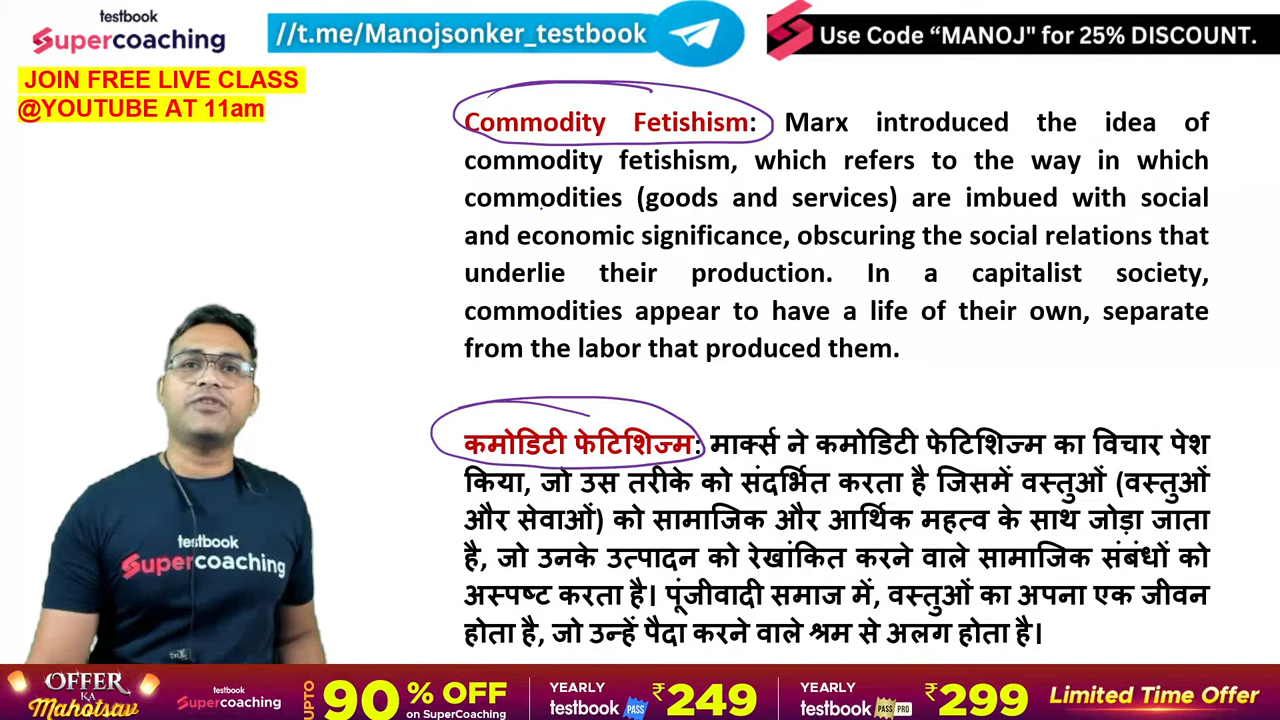 testbook
Supercoaching
//t.me/Manojsonker_testbook
Use Code “MANOJ" for 25% DISCOUNT.
JOIN FREE LIVE CLASS
@YOUTUBE AT 11am
Commodity Fetishism: Marx introduced the idea of
commodity fetishism, which refers to the way in which
commodities (goods and services) are imbued with social
and economic significance, obscuring the social relations that
underlie their production. In a capitalist society,
commodities appear to have a life of their own, separate
from the labor that produced them.
कमोडिटी फेटिशिज्म: मार्क्स ने कमोडिटी फेटिशिज्म का विचार पेश
किया, जो उस तरीके को संदर्भित करता है जिसमें वस्तुओं (वस्तुओं
और सेवाओं) को सामाजिक और आर्थिक महत्व के साथ जोड़ा जाता
है, जो उनके उत्पादन को रेखांकित करने वाले सामाजिक संबंधों को
अस्पष्ट करता है। पूंजीवादी समाज में, वस्तुओं का अपना एक जीवन
होता है, जो उन्हें पैदा करने वाले श्रम से अलग होता है।
testbook
Supercoaching
OFFER
KA
Mahotsav
testbook
Supercoaching
UPTO
90% OFF
on SuperCoaching
YEARLY
testbook PASS
₹249
YEARLY
testbook PASS PRO
₹299
Limited Time Offer